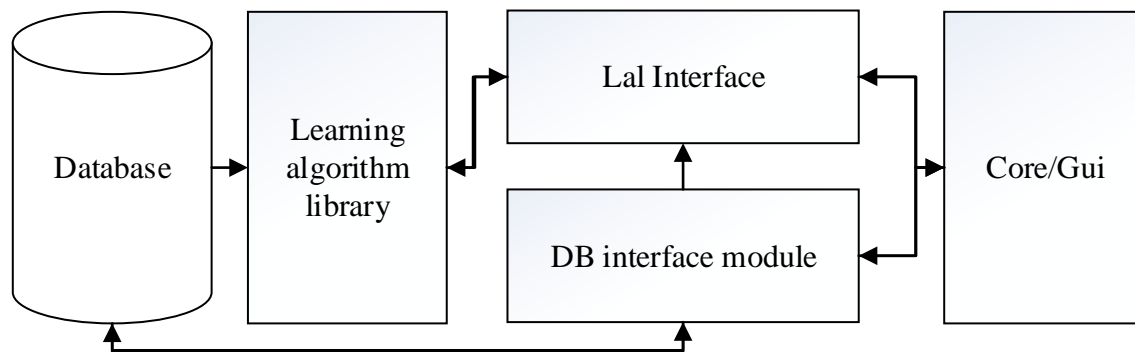 Database
Learning
algorithm
library
Lal Interface
DB interface module
Core/Gui